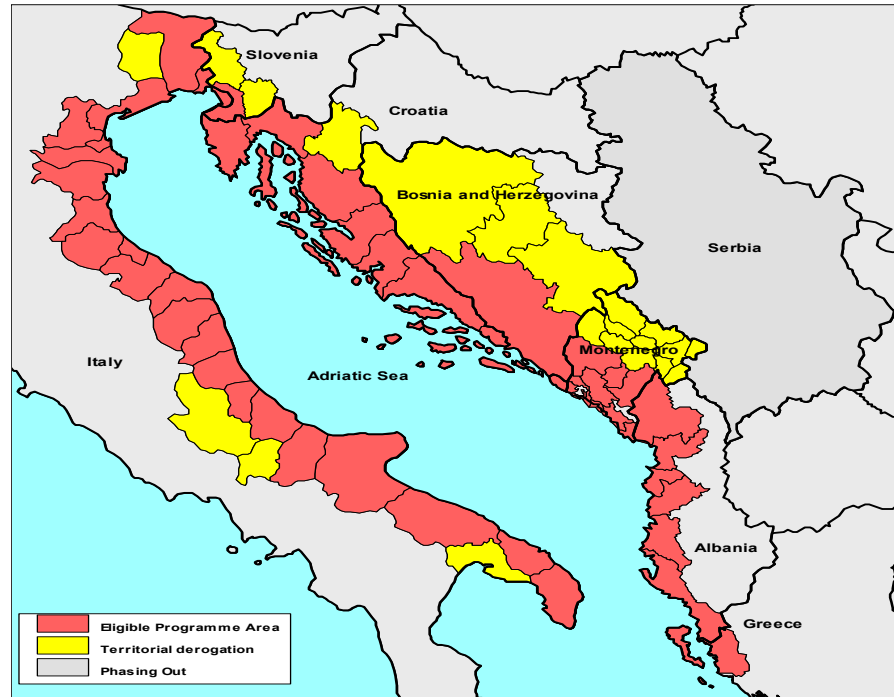 Slovenia
Croatia
Bosnia and Herzegovina
Serbia
Montenegro
Italy
Adriatic Sea
Albania
Greece
Eligible Programme Area
Territorial derogation
Phasing Out